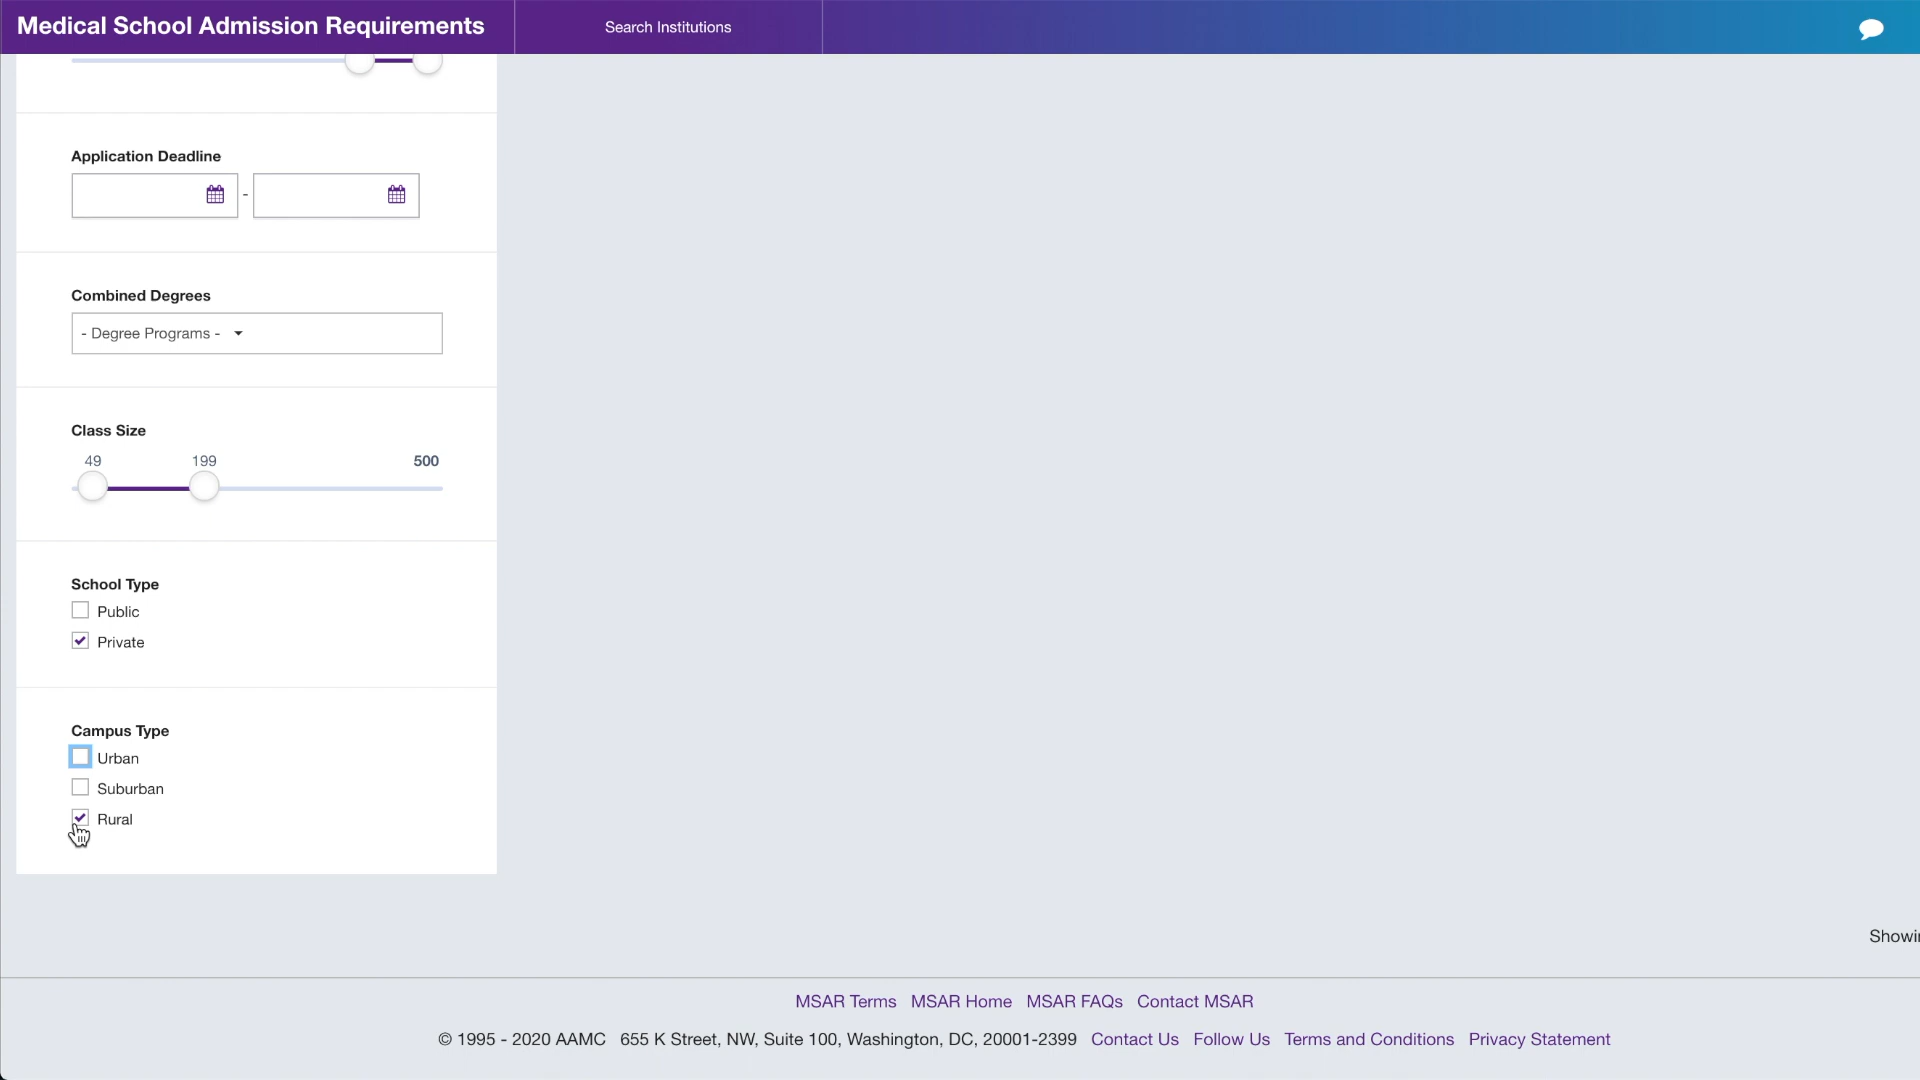 Medical School Admission Requirements
Search Institutions
Application Deadline
-
Combined Degrees
- Degree Programs -
Class Size
49 199 500
School Type
Public
Private
Campus Type
Urban
Suburban
Rural
MSAR Terms MSAR Home MSAR FAQs Contact MSAR
© 1995 - 2020 AAMC 655 K Street, NW, Suite 100, Washington, DC, 20001-2399 Contact Us Follow Us Terms and Conditions Privacy Statement